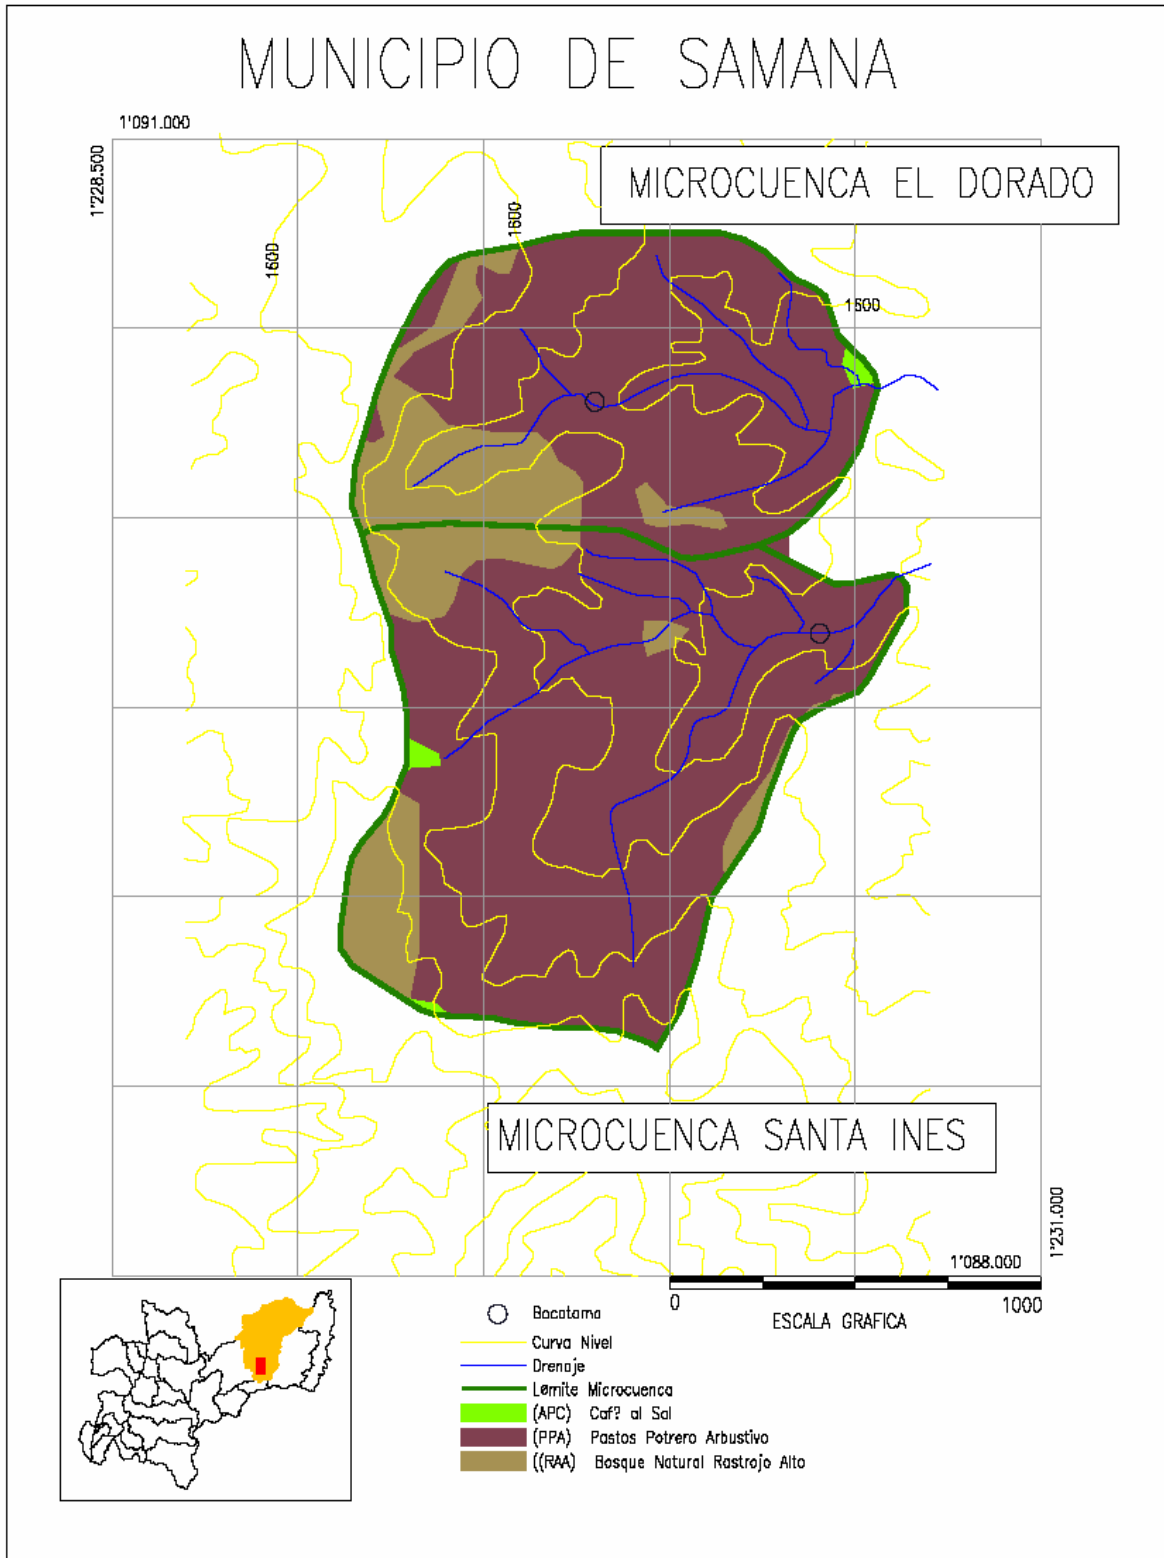 MUNICIPIO DE SAMANA
1'091.000
1'228.500
MICROCUENCA EL DORADO
1600
1600
1500
MICROCUENCA SANTA INES
1'231.000
1'088.000
0 1000
ESCALA GRAFICA
Bocatoma
Curva Nivel
Drenaje
Lømite Microcuenca
(APC) Caf? al Sol
(PPA) Pastos Potrero Arbustivo
((RAA) Bosque Natural Rastrojo Alto